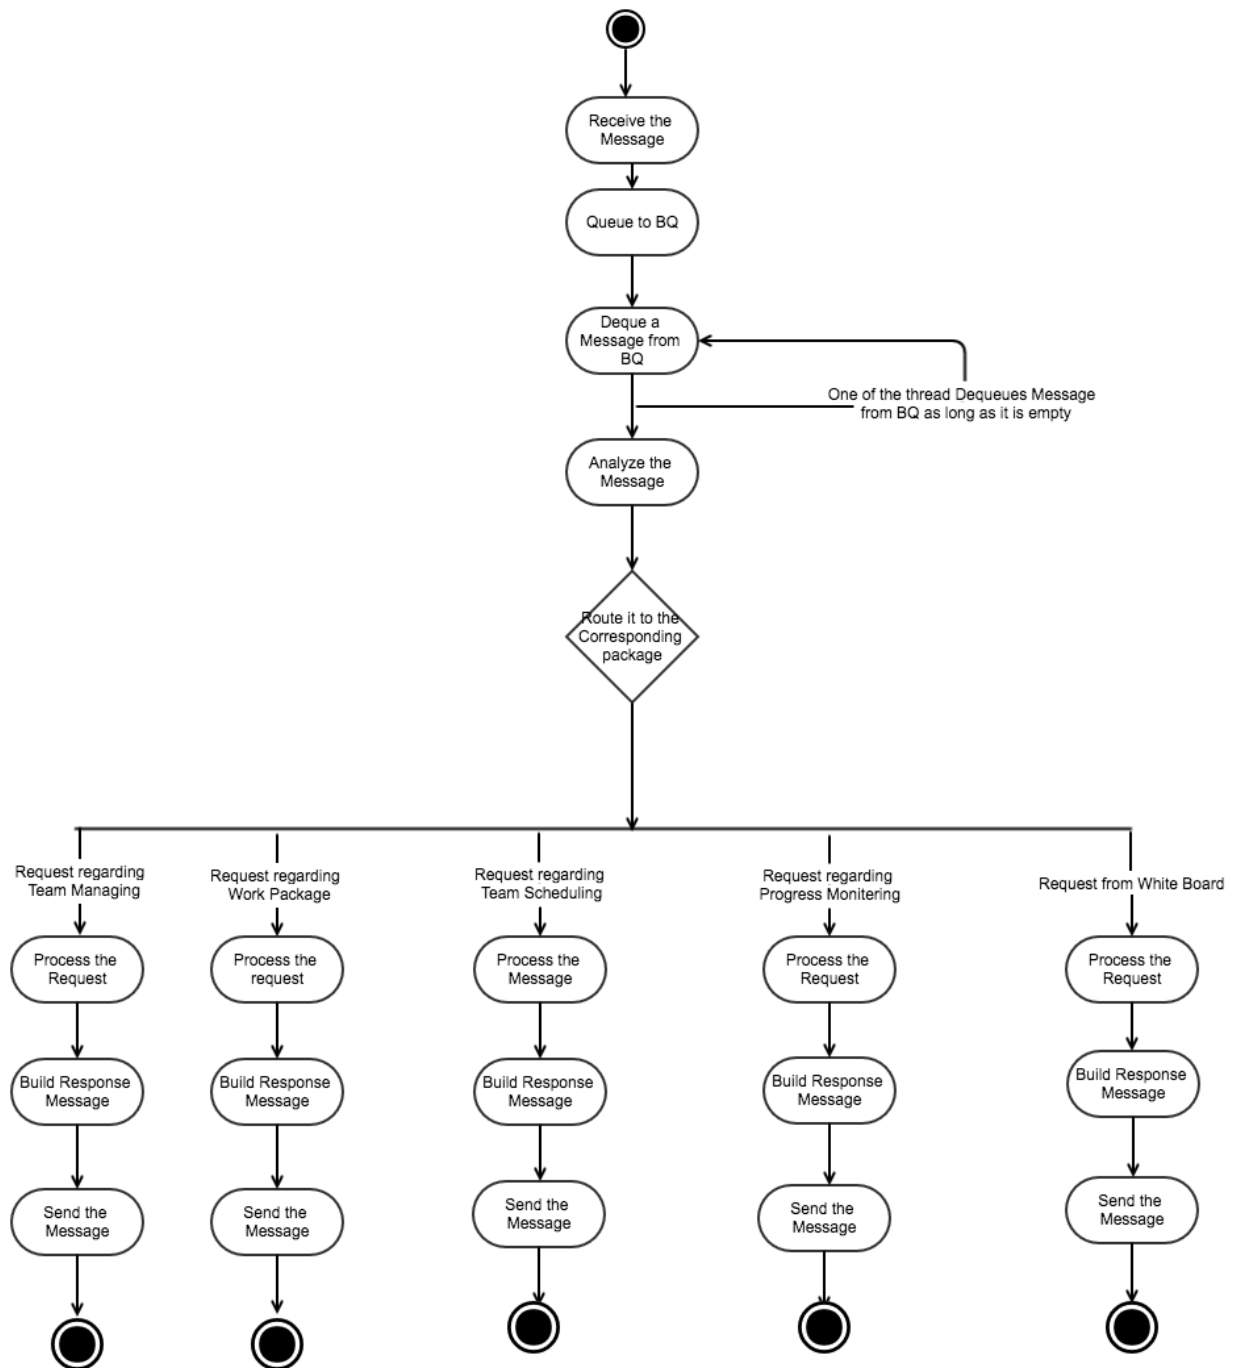 Receive the
Message
Queue to BQ
Deque a
Message from
BQ
One of the thread Dequeues Message
from BQ as long as it is empty
Analyze the
Message
Route it to the
Corresponding
package
Request regarding
Team Managing
Request regarding
Work Package
Request regarding
Team Scheduling
Request regarding
Progress Monitering
Request from White Board
Process the
Request
Process the
request
Process the
Message
Process the
Request
Process the
Request
Build Response
Message
Build Response
Message
Build Response
Message
Build Response
Message
Build Response
Message
Send the
Message
Send the
Message
Send the
Message
Send the
Message
Send the
Message